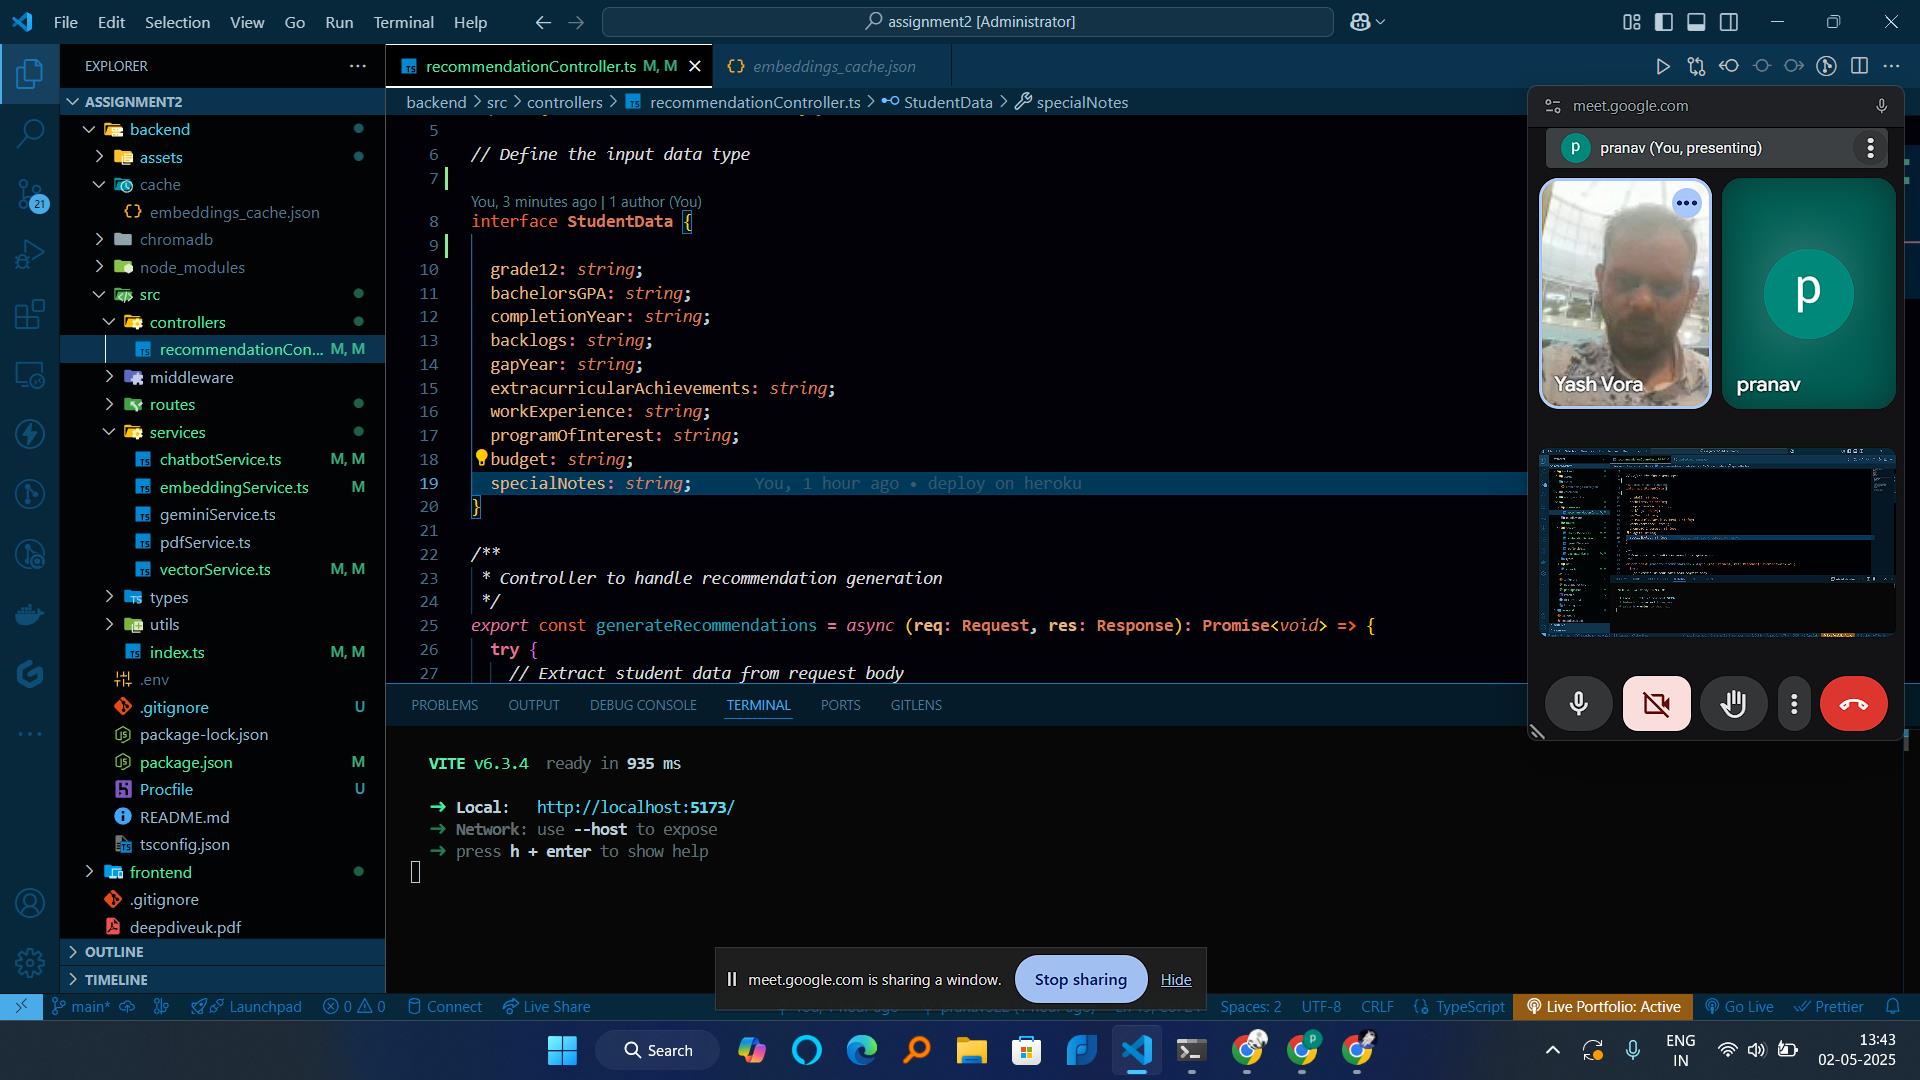 File Edit Selection View Go Run Terminal Help
assignment2 [Administrator]
EXPLORER
recommendationController.ts M, M
embeddings_cache.json
ASSIGNMENT2
backend > src > controllers > recommendationController.ts > StudentData > specialNotes
backend
assets
cache
embeddings_cache.json
chromadb
node_modules
src
controllers
recommendationCon... M, M
middleware
routes
services
chatbotService.ts M, M
embeddingService.ts M
geminiService.ts
pdfService.ts
vectorService.ts M, M
types
utils
index.ts M, M
.env
.gitignore U
package-lock.json
package.json M
Procfile U
README.md
tsconfig.json
frontend
.gitignore
deepdiveuk.pdf
OUTLINE
TIMELINE
21
5
6 // Define the input data type
7
You, 3 minutes ago | 1 author (You)
8 interface StudentData {
9
10 grade12: string;
11 bachelorsGPA: string;
12 completionYear: string;
13 backlogs: string;
14 gapYear: string;
15 extracurricularAchievements: string;
16 workExperience: string;
17 programOfInterest: string;
18 budget: string;
19 specialNotes: string; You, 1 hour ago • deploy on heroku
20 }
21
22 /**
23 * Controller to handle recommendation generation
24 */
25 export const generateRecommendations = async (req: Request, res: Response): Promise<void> => {
26 try {
27 // Extract student data from request body
PROBLEMS OUTPUT DEBUG CONSOLE TERMINAL PORTS GITLENS
VITE v6.3.4 ready in 935 ms
➜ Local: http://localhost:5173/
➜ Network: use --host to expose
➜ press h + enter to show help
meet.google.com
p pranav (You, presenting)
Yash Vora
p
pranav
meet.google.com is sharing a window. Stop sharing Hide
main* Launchpad 0 0 Connect Live Share
Spaces: 2 UTF-8 CRLF {} TypeScript Live Portfolio: Active Go Live Prettier
Search
ENG
IN
13:43
02-05-2025